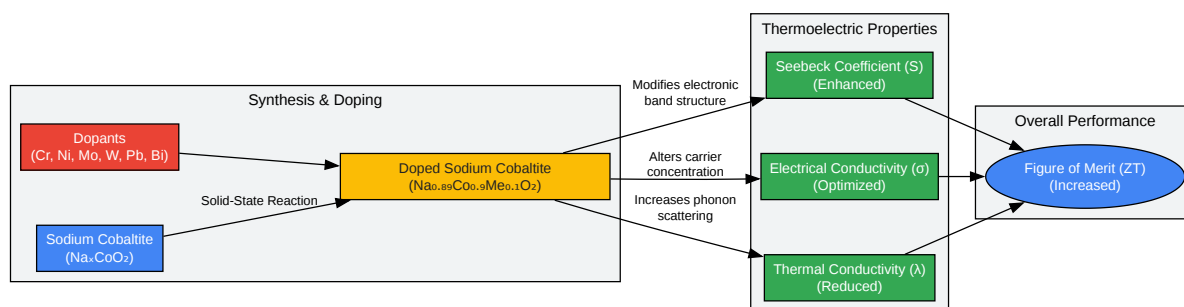 Synthesis & Doping
Dopants
(Cr, Ni, Mo, W, Pb, Bi)
Sodium Cobaltite
(NaₓCoO₂)
Solid-State Reaction
Doped Sodium Cobaltite
(Na₀.₈₉Co₀.₉Me₀.₁O₂)
Modifies electronic
band structure
Alters carrier
concentration
Increases phonon
scattering
Thermoelectric Properties
Seebeck Coefficient (S)
(Enhanced)
Electrical Conductivity (σ)
(Optimized)
Thermal Conductivity (λ)
(Reduced)
Overall Performance
Figure of Merit (ZT)
(Increased)